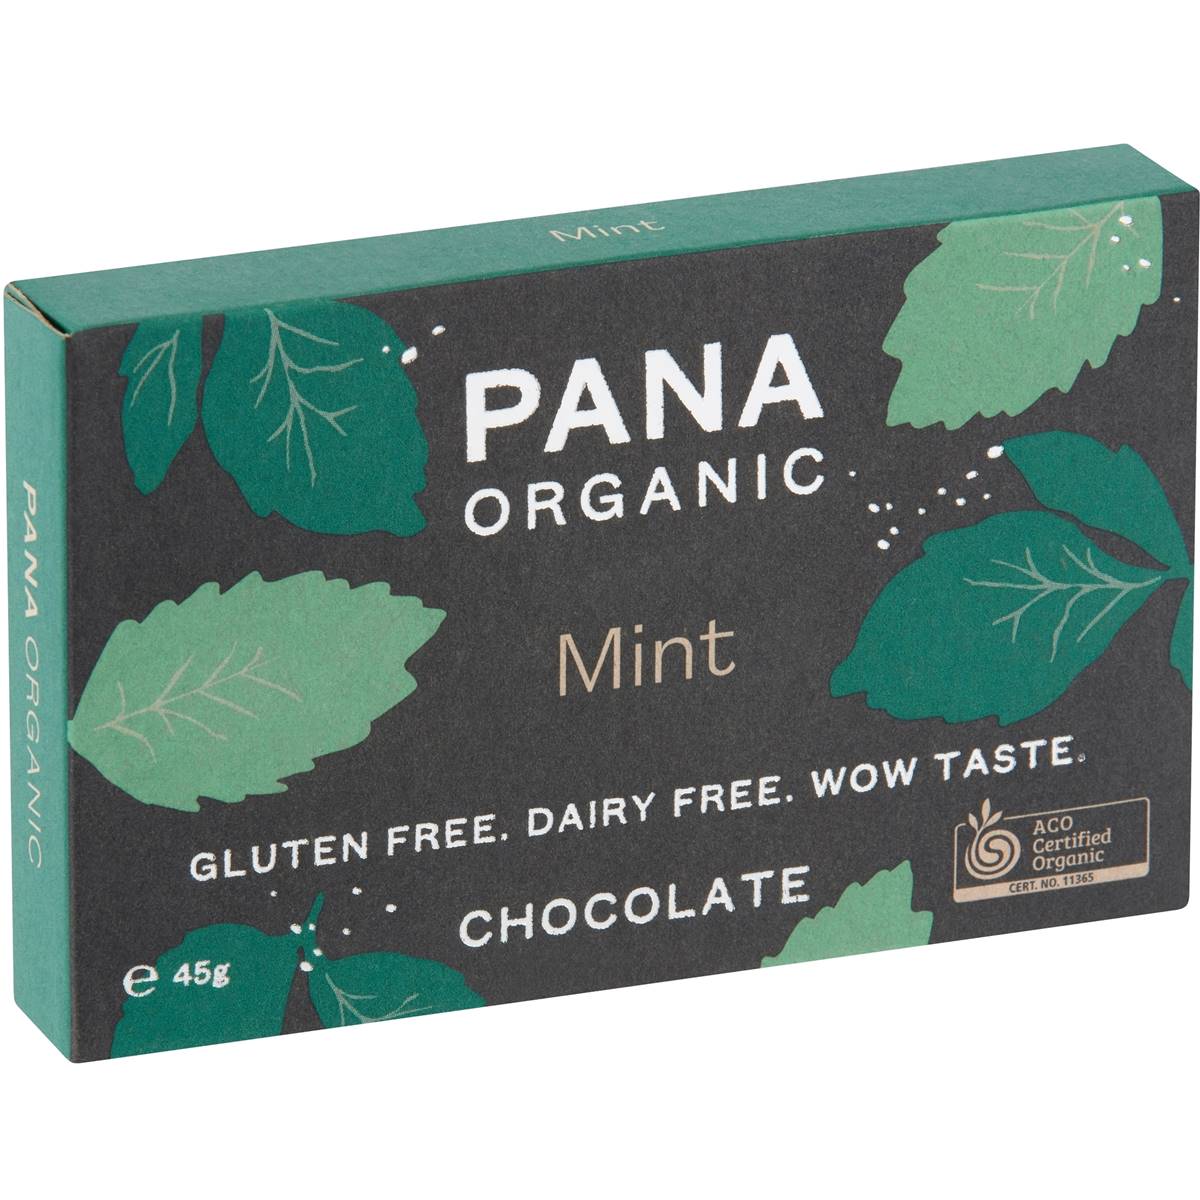 Mint
PANA
ORGANIC
Mint
GLUTEN FREE. DAIRY FREE. WOW TASTE.
CHOCOLATE
ACO
Certified
Organic
CERT. NO. 11365
℮ 45g
PANA ORGANIC